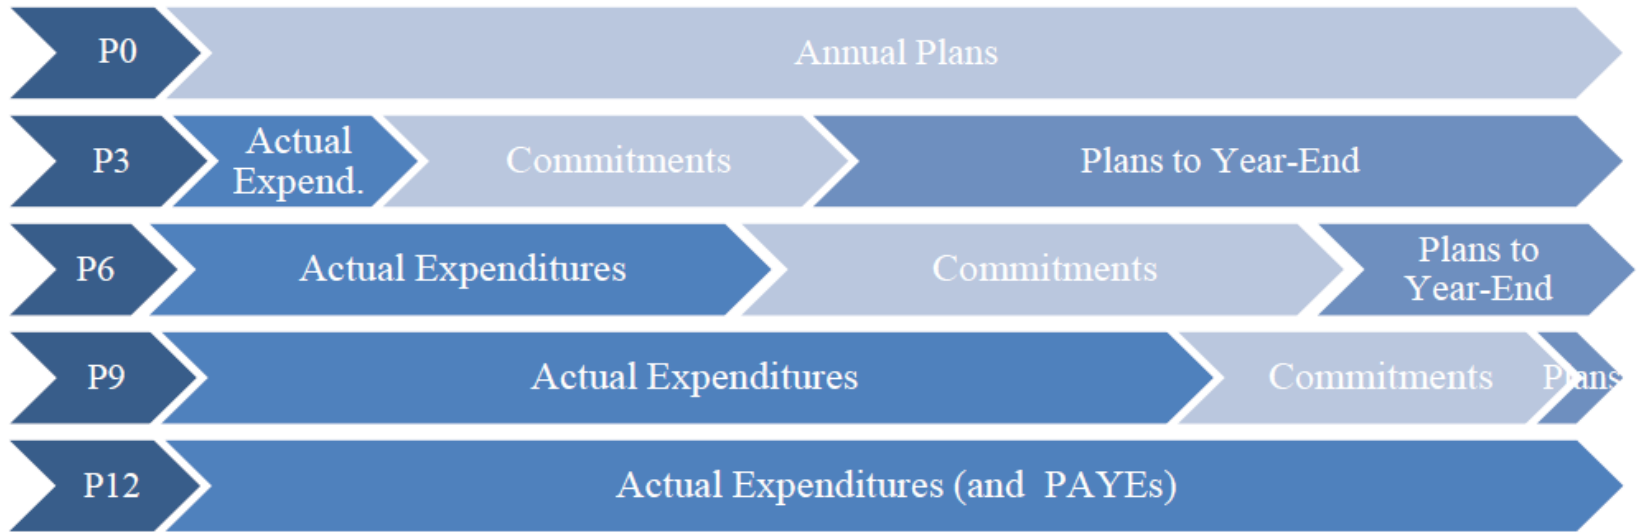 P0
Annual Plans
P3
Actual
Expend.
Commitments
Plans to Year-End
P6
Actual Expenditures
Commitments
Plans to
Year-End
P9
Actual Expenditures
Commitments
Plans
P12
Actual Expenditures (and PAYEs)